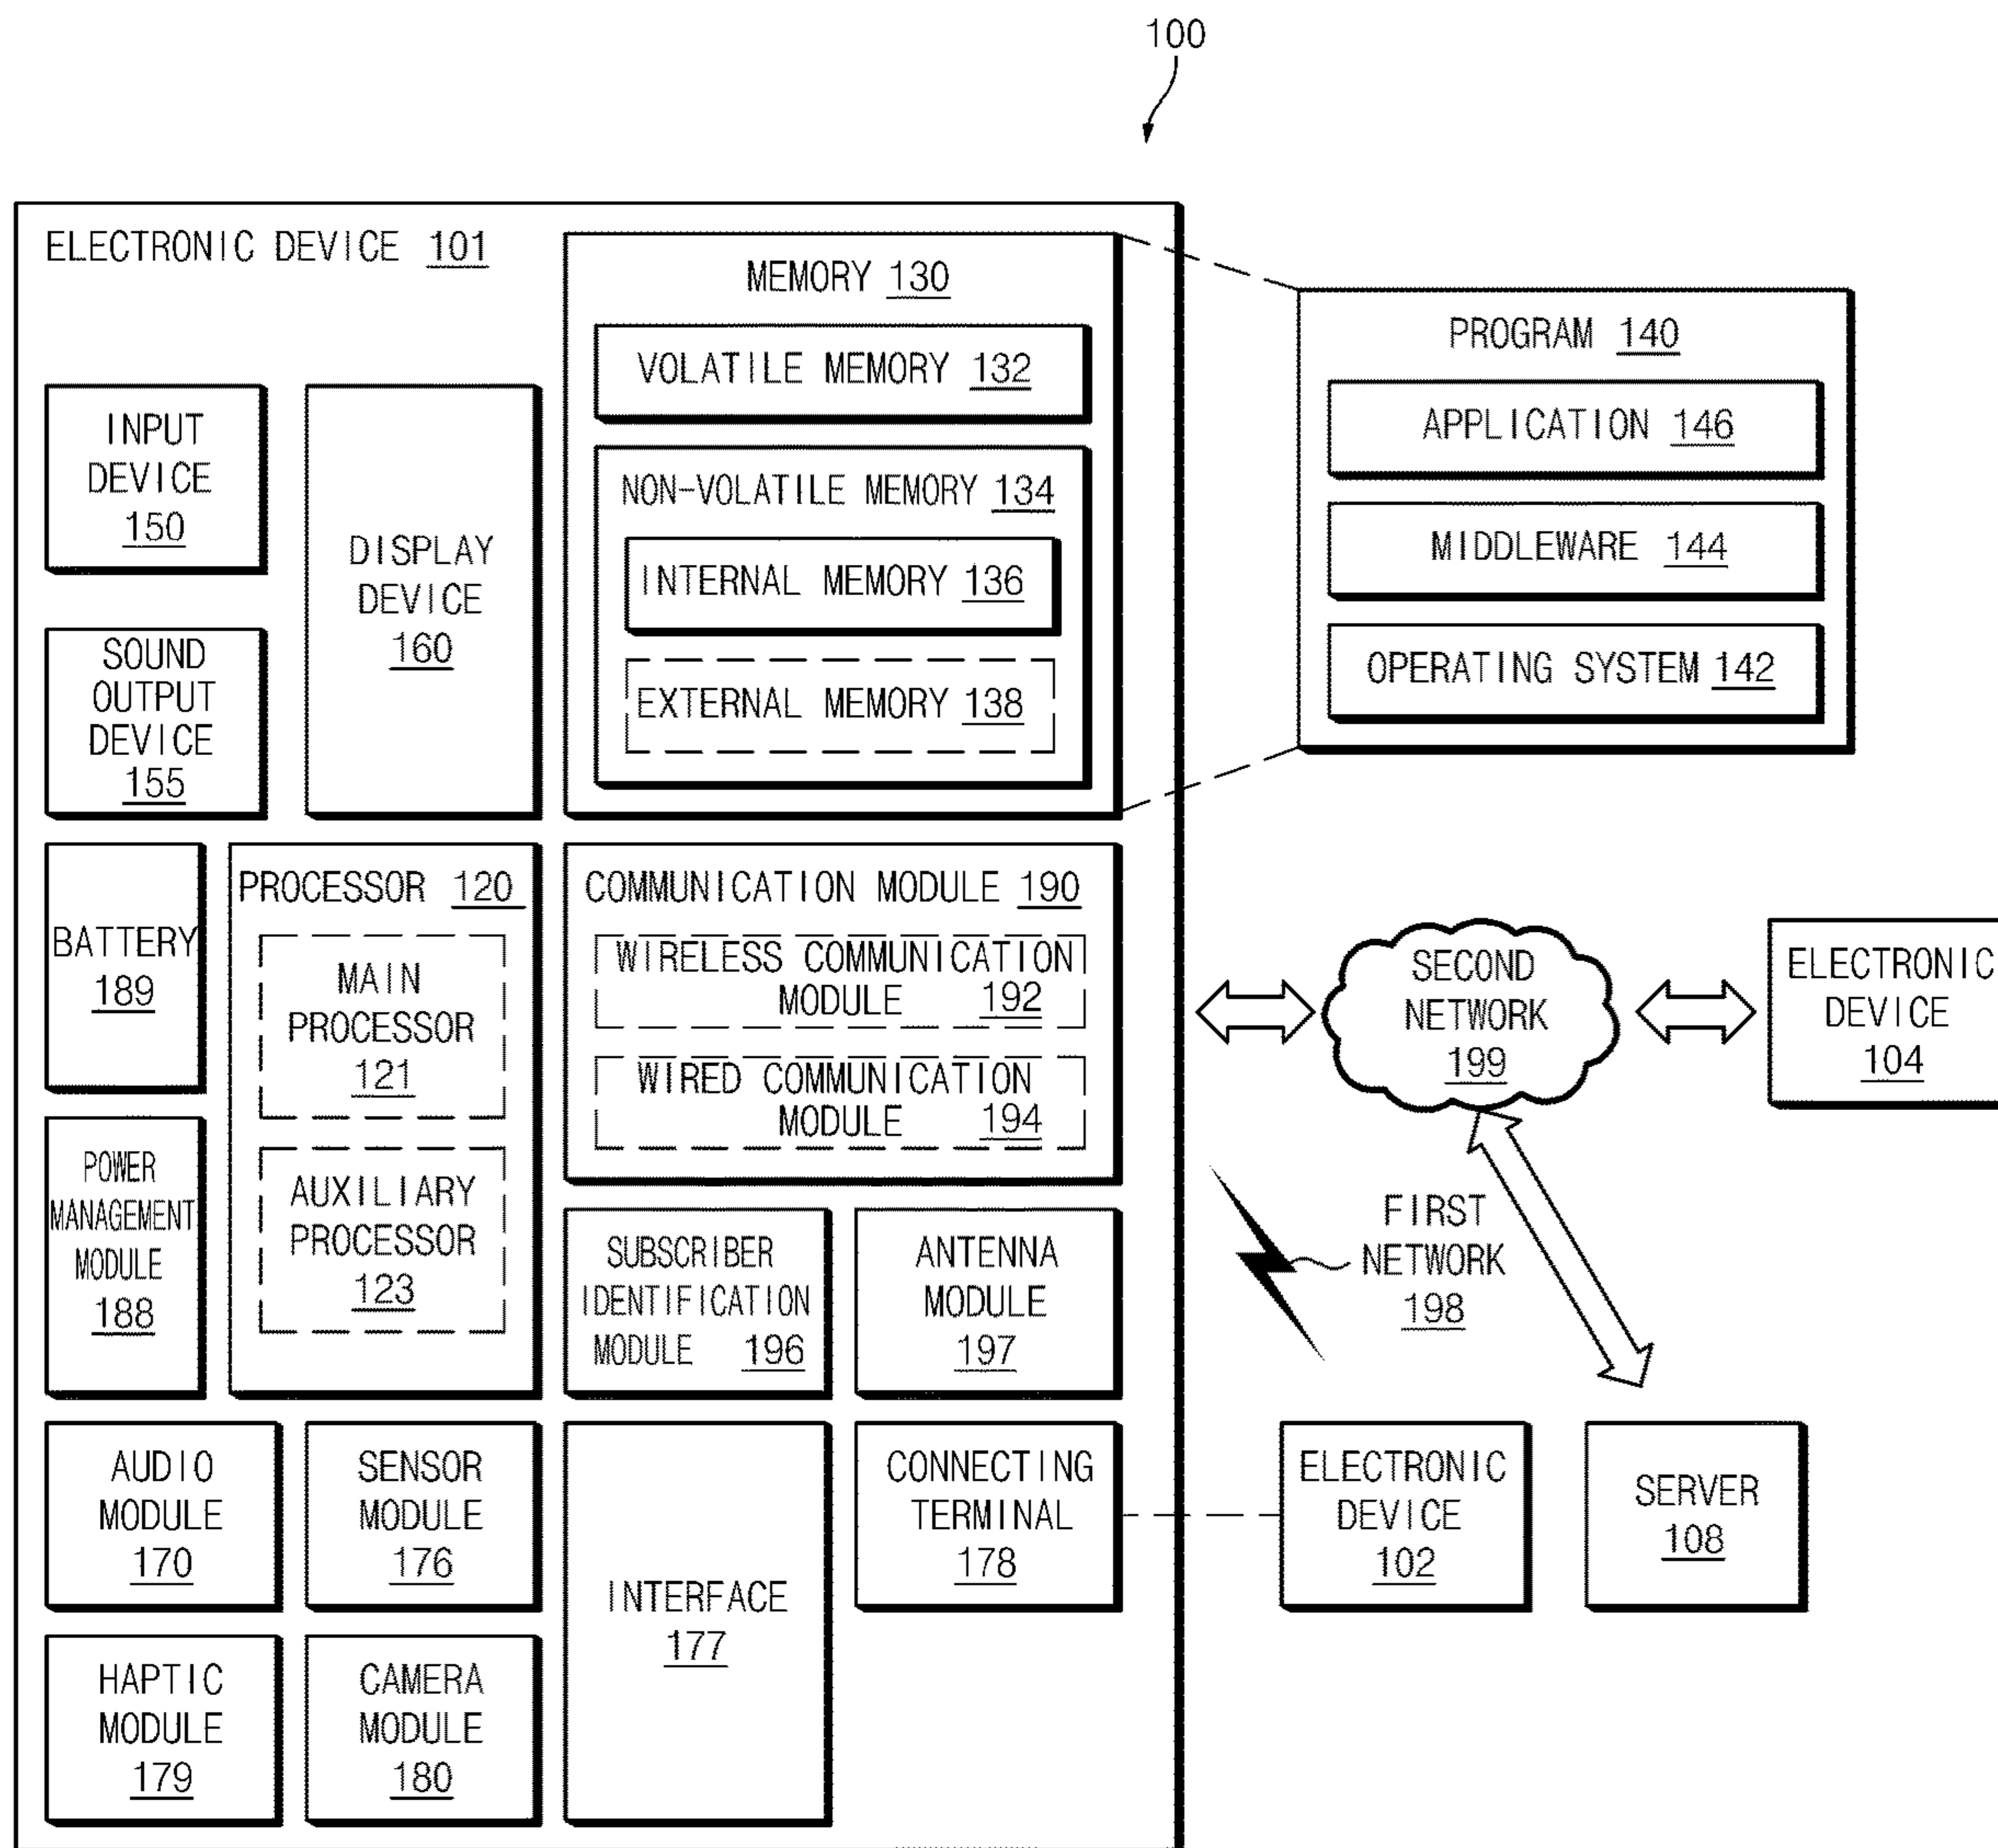 100
ELECTRONIC DEVICE 101
MEMORY 130
VOLATILE MEMORY 132
NON-VOLATILE MEMORY 134
INTERNAL MEMORY 136
EXTERNAL MEMORY 138
PROGRAM 140
APPLICATION 146
MIDDLEWARE 144
OPERATING SYSTEM 142
INPUT
DEVICE
150
SOUND
OUTPUT
DEVICE
155
DISPLAY
DEVICE
160
BATTERY
189
POWER
MANAGEMENT
MODULE
188
PROCESSOR 120
MAIN
PROCESSOR
121
AUXILIARY
PROCESSOR
123
COMMUNICATION MODULE 190
WIRELESS COMMUNICATION
MODULE 192
WIRED COMMUNICATION
MODULE 194
SUBSCRIBER
IDENTIFICATION
MODULE 196
ANTENNA
MODULE
197
SECOND
NETWORK
199
ELECTRONIC
DEVICE
104
FIRST
NETWORK
198
AUDIO
MODULE
170
SENSOR
MODULE
176
INTERFACE
177
CONNECTING
TERMINAL
178
ELECTRONIC
DEVICE
102
SERVER
108
HAPTIC
MODULE
179
CAMERA
MODULE
180